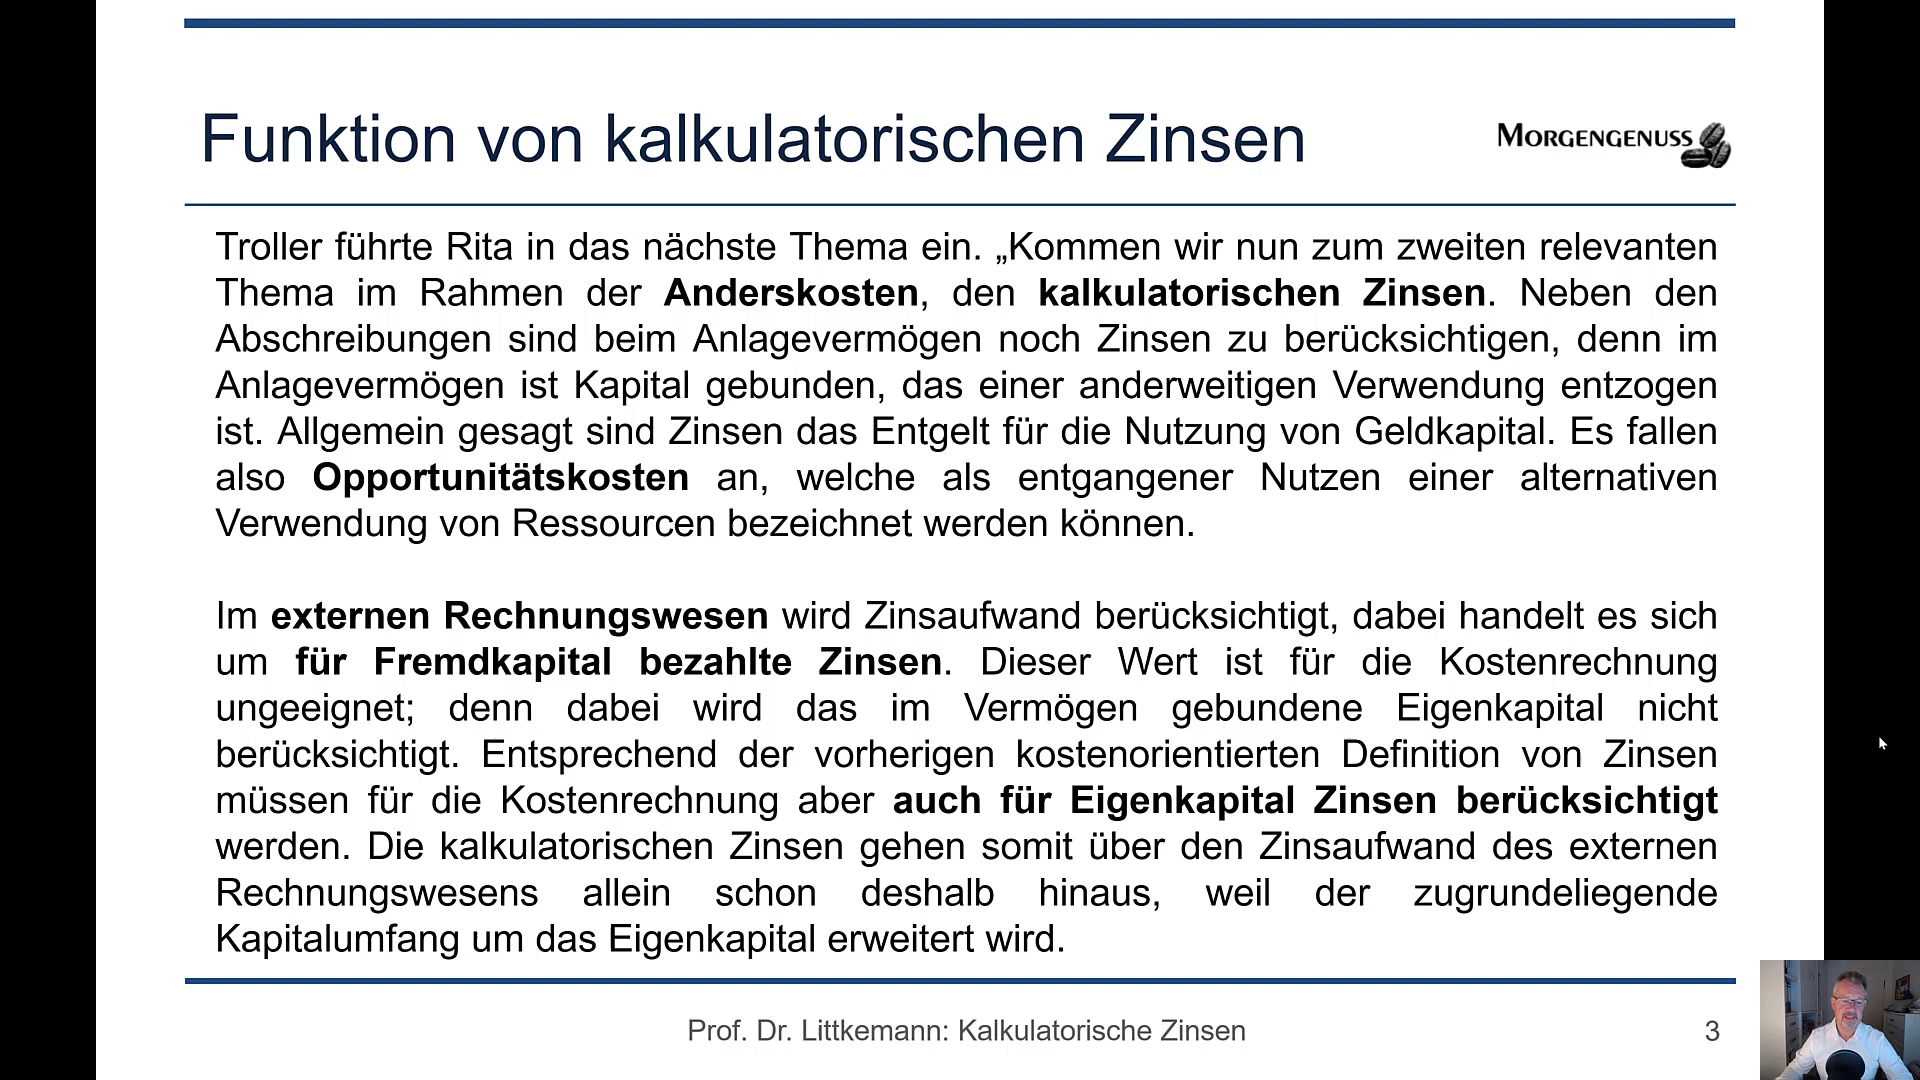 Funktion von kalkulatorischen Zinsen
MORGENGENUSS
Troller führte Rita in das nächste Thema ein. „Kommen wir nun zum zweiten relevanten
Thema im Rahmen der Anderskosten, den kalkulatorischen Zinsen. Neben den
Abschreibungen sind beim Anlagevermögen noch Zinsen zu berücksichtigen, denn im
Anlagevermögen ist Kapital gebunden, das einer anderweitigen Verwendung entzogen
ist. Allgemein gesagt sind Zinsen das Entgelt für die Nutzung von Geldkapital. Es fallen
also Opportunitätskosten an, welche als entgangener Nutzen einer alternativen
Verwendung von Ressourcen bezeichnet werden können.
Im externen Rechnungswesen wird Zinsaufwand berücksichtigt, dabei handelt es sich
um für Fremdkapital bezahlte Zinsen. Dieser Wert ist für die Kostenrechnung
ungeeignet; denn dabei wird das im Vermögen gebundene Eigenkapital nicht
berücksichtigt. Entsprechend der vorherigen kostenorientierten Definition von Zinsen
müssen für die Kostenrechnung aber auch für Eigenkapital Zinsen berücksichtigt
werden. Die kalkulatorischen Zinsen gehen somit über den Zinsaufwand des externen
Rechnungswesens allein schon deshalb hinaus, weil der zugrundeliegende
Kapitalumfang um das Eigenkapital erweitert wird.
Prof. Dr. Littkemann: Kalkulatorische Zinsen
3